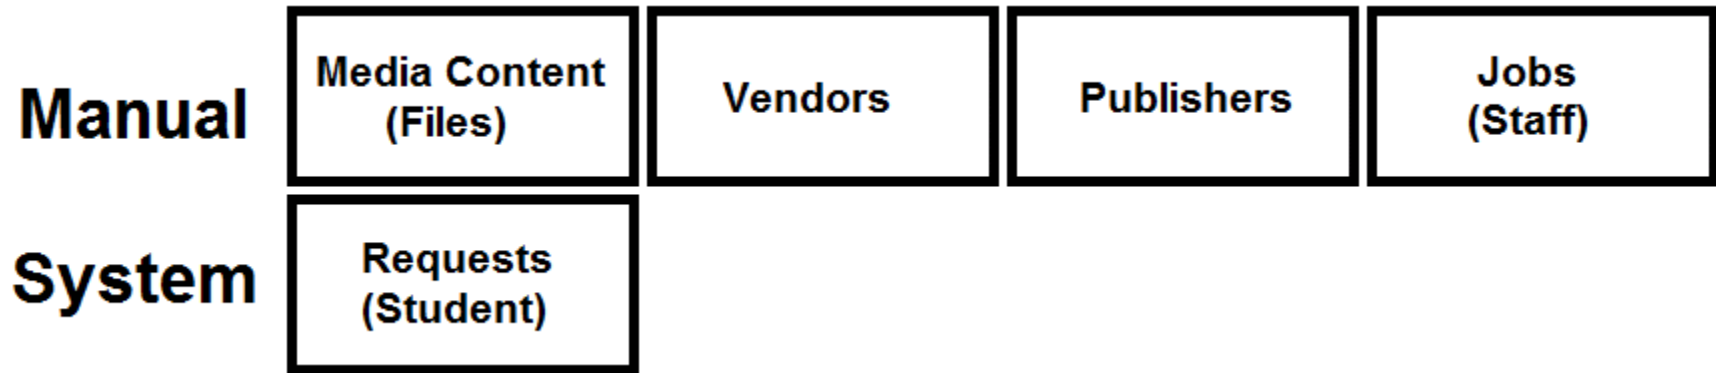 Manual
Media Content
(Files)
Vendors
Publishers
Jobs
(Staff)
System
Requests
(Student)